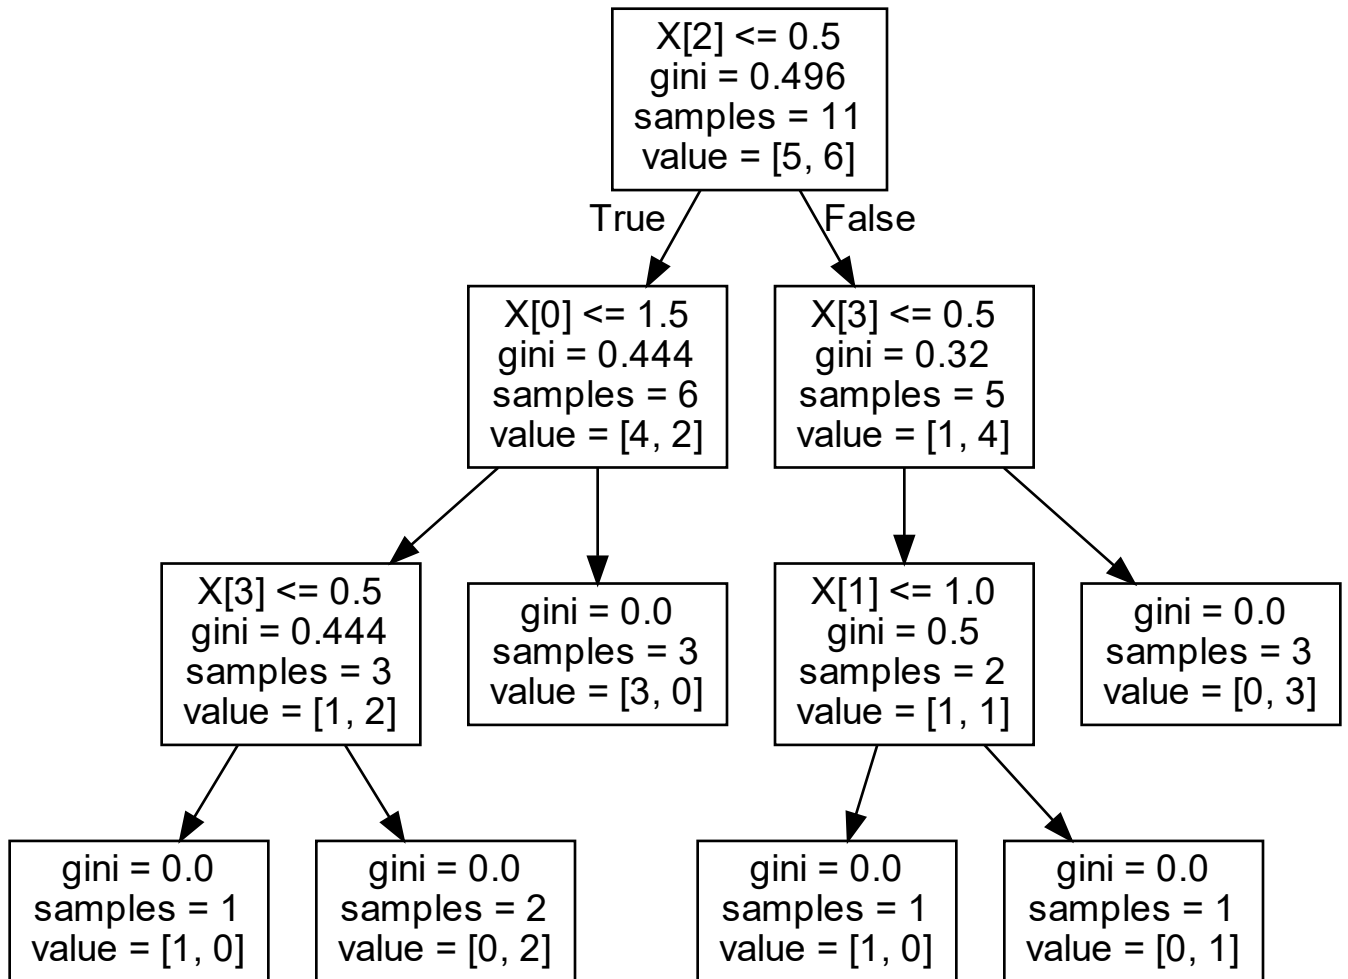 X[2] <= 0.5
gini = 0.496
samples = 11
value = [5, 6]
True
False
X[0] <= 1.5
gini = 0.444
samples = 6
value = [4, 2]
X[3] <= 0.5
gini = 0.32
samples = 5
value = [1, 4]
X[3] <= 0.5
gini = 0.444
samples = 3
value = [1, 2]
gini = 0.0
samples = 3
value = [3, 0]
X[1] <= 1.0
gini = 0.5
samples = 2
value = [1, 1]
gini = 0.0
samples = 3
value = [0, 3]
gini = 0.0
samples = 1
value = [1, 0]
gini = 0.0
samples = 2
value = [0, 2]
gini = 0.0
samples = 1
value = [1, 0]
gini = 0.0
samples = 1
value = [0, 1]